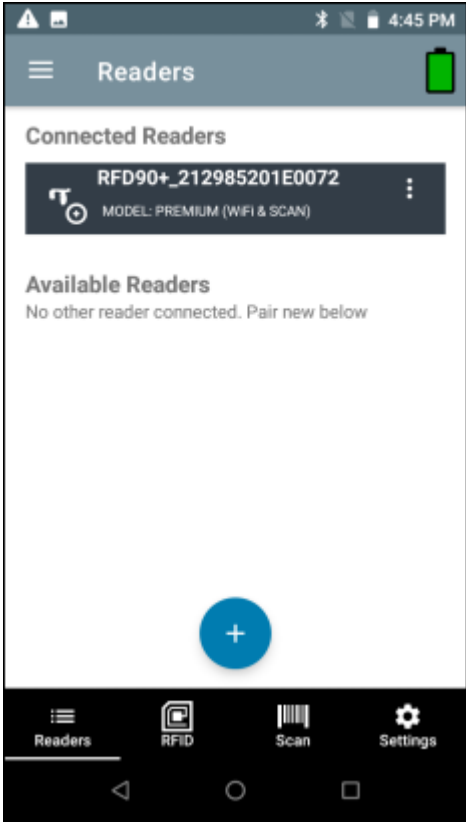 4:45 PM
Readers
Connected Readers
RFD90+_212985201E0072
MODEL: PREMIUM (WiFi & SCAN)
Available Readers
No other reader connected. Pair new below
+
Readers
RFID
Scan
Settings